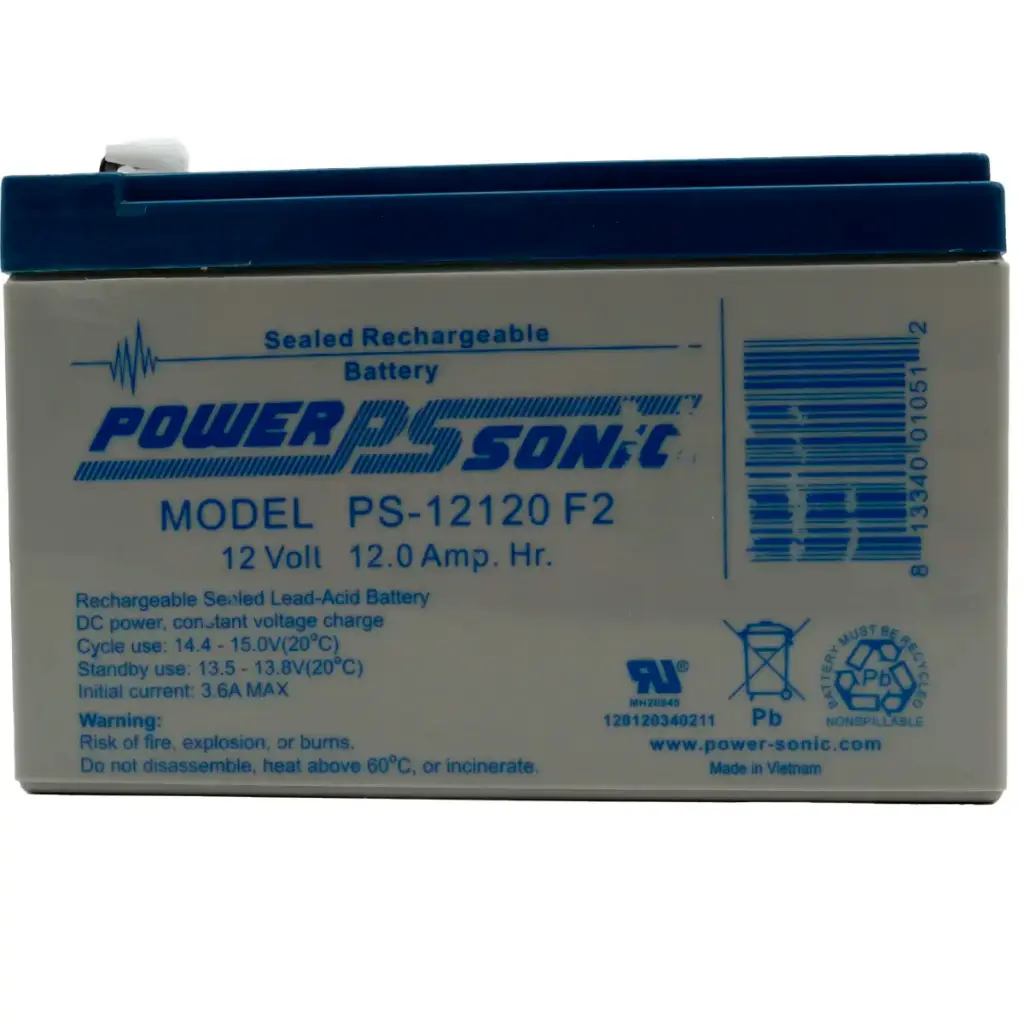 Sealed Rechargeable
Battery
POWER PS SONIC
MODEL PS-12120 F2
12 Volt 12.0 Amp. Hr.
Rechargeable Sealed Lead-Acid Battery
DC power, constant voltage charge
Cycle use: 14.4 - 15.0V(20°C)
Standby use: 13.5 - 13.8V(20°C)
Initial current: 3.6A MAX
Warning:
Risk of fire, explosion, or burns.
Do not disassemble, heat above 60°C, or incinerate.
8 13340 01051 2
RU®
120120340211
Pb
BATTERY MUST BE RECYCLED
Pb
NONSPILLABLE
www.power-sonic.com
Made in Vietnam